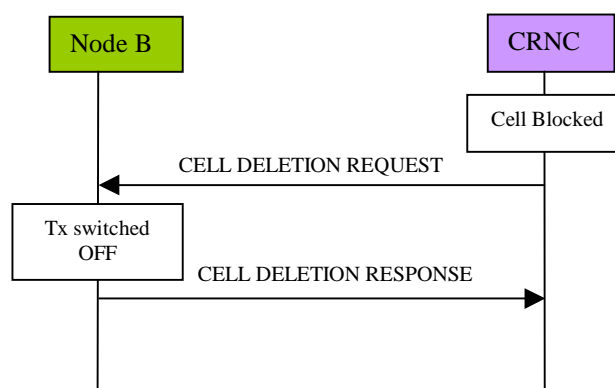 Node B
CRNC
Cell Blocked
CELL DELETION REQUEST
Tx switched
OFF
CELL DELETION RESPONSE